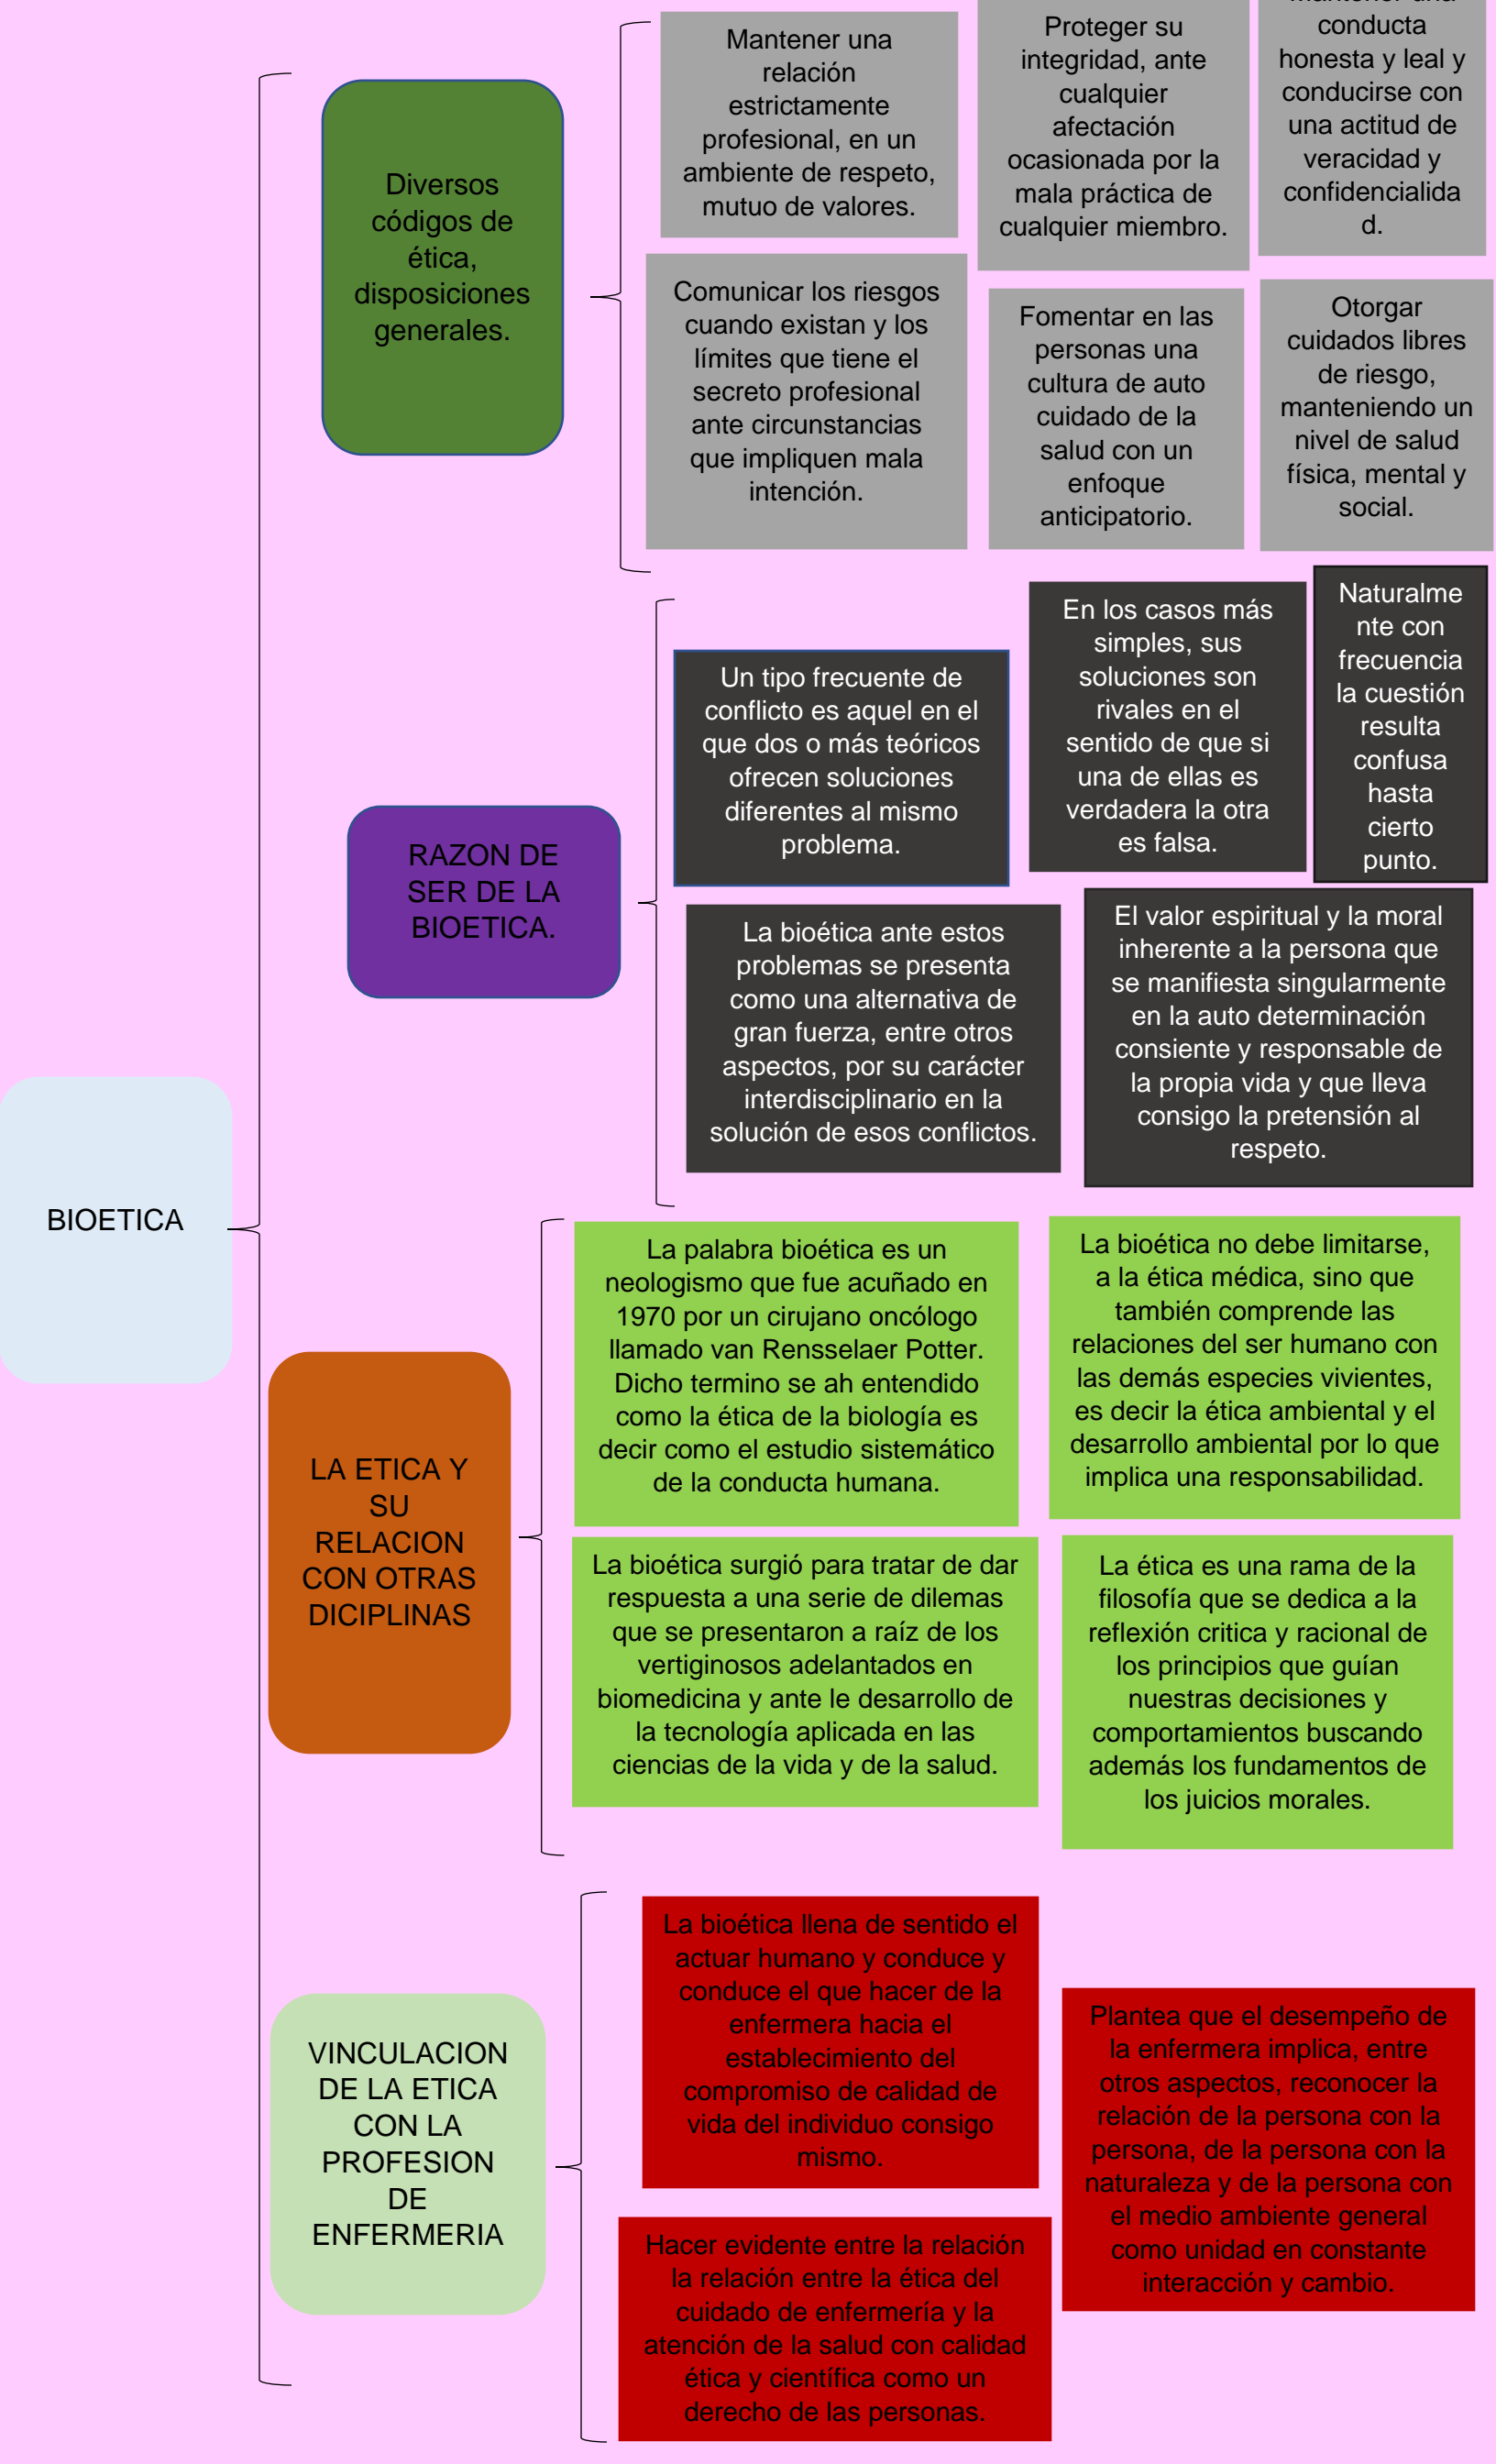 BIOETICA
Diversos
códigos de
ética,
disposiciones
generales.
Mantener una
relación
estrictamente
profesional, en un
ambiente de respeto,
mutuo de valores.
Proteger su
integridad, ante
cualquier
afectación
ocasionada por la
mala práctica de
cualquier miembro.
Mantener una
conducta
honesta y leal y
conducirse con
una actitud de
veracidad y
confidencialida
d.
Comunicar los riesgos
cuando existan y los
límites que tiene el
secreto profesional
ante circunstancias
que impliquen mala
intención.
Fomentar en las
personas una
cultura de auto
cuidado de la
salud con un
enfoque
anticipatorio.
Otorgar
cuidados libres
de riesgo,
manteniendo un
nivel de salud
física, mental y
social.
RAZON DE
SER DE LA
BIOETICA.
Un tipo frecuente de
conflicto es aquel en el
que dos o más teóricos
ofrecen soluciones
diferentes al mismo
problema.
En los casos más
simples, sus
soluciones son
rivales en el
sentido de que si
una de ellas es
verdadera la otra
es falsa.
Naturalme
nte con
frecuencia
la cuestión
resulta
confusa
hasta
cierto
punto.
La bioética ante estos
problemas se presenta
como una alternativa de
gran fuerza, entre otros
aspectos, por su carácter
interdisciplinario en la
solución de esos conflictos.
El valor espiritual y la moral
inherente a la persona que
se manifiesta singularmente
en la auto determinación
consiente y responsable de
la propia vida y que lleva
consigo la pretensión al
respeto.
LA ETICA Y
SU
RELACION
CON OTRAS
DICIPLINAS
La palabra bioética es un
neologismo que fue acuñado en
1970 por un cirujano oncólogo
llamado van Rensselaer Potter.
Dicho termino se ah entendido
como la ética de la biología es
decir como el estudio sistemático
de la conducta humana.
La bioética no debe limitarse,
a la ética médica, sino que
también comprende las
relaciones del ser humano con
las demás especies vivientes,
es decir la ética ambiental y el
desarrollo ambiental por lo que
implica una responsabilidad.
La bioética surgió para tratar de dar
respuesta a una serie de dilemas
que se presentaron a raíz de los
vertiginosos adelantados en
biomedicina y ante le desarrollo de
la tecnología aplicada en las
ciencias de la vida y de la salud.
La ética es una rama de la
filosofía que se dedica a la
reflexión critica y racional de
los principios que guían
nuestras decisiones y
comportamientos buscando
además los fundamentos de
los juicios morales.
VINCULACION
DE LA ETICA
CON LA
PROFESION
DE
ENFERMERIA
La bioética llena de sentido el
actuar humano y conduce y
conduce el que hacer de la
enfermera hacia el
establecimiento del
compromiso de calidad de
vida del individuo consigo
mismo.
Plantea que el desempeño de
la enfermera implica, entre
otros aspectos, reconocer la
relación de la persona con la
persona, de la persona con la
naturaleza y de la persona con
el medio ambiente general
como unidad en constante
interacción y cambio.
Hacer evidente entre la relación
la relación entre la ética del
cuidado de enfermería y la
atención de la salud con calidad
ética y científica como un
derecho de las personas.